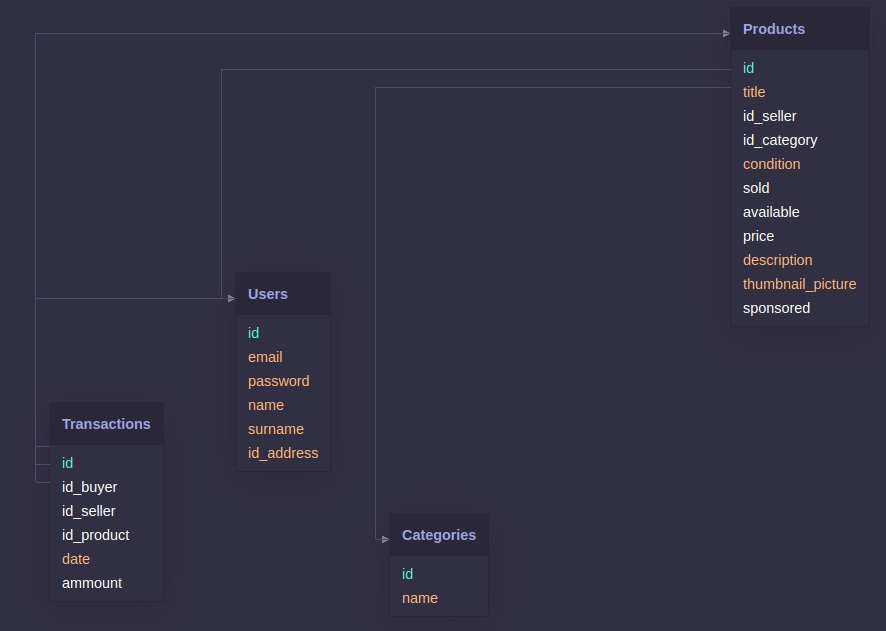 Products
id
title
id_seller
id_category
condition
sold
available
price
description
thumbnail_picture
sponsored
Users
id
email
password
name
surname
id_address
Transactions
id
id_buyer
id_seller
id_product
date
ammount
Categories
id
name